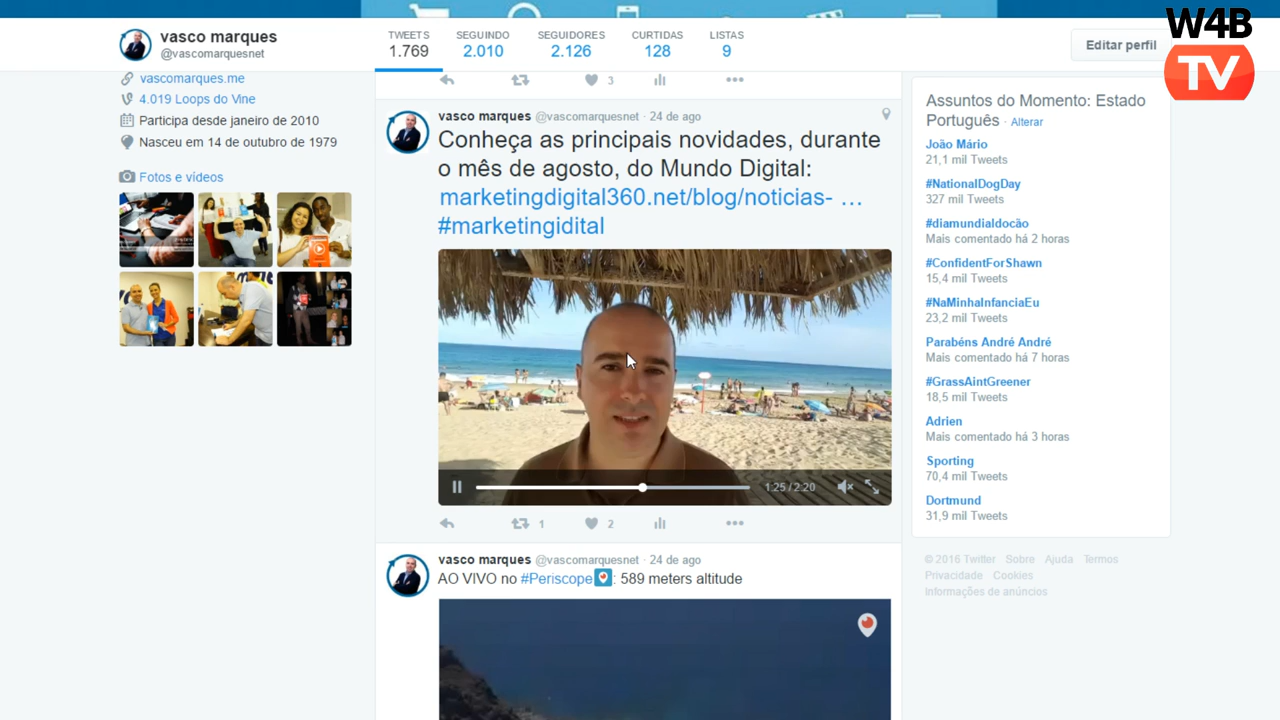 W4B
TV
vasco marques
@vascomarquesnet
TWEETS
1.769
SEGUINDO
2.010
SEGUIDORES
2.126
CURTIDAS
128
LISTAS
9
Editar perfil
vascomarques.me
4.019 Loops do Vine
Participa desde janeiro de 2010
Nasceu em 14 de outubro de 1979
Fotos e vídeos
3
vasco marques @vascomarquesnet · 24 de ago
Conheça as principais novidades, durante
o mês de agosto, do Mundo Digital:
marketingdigital360.net/blog/noticias- …
#marketingidital
1:25 / 2:20
1
2
vasco marques @vascomarquesnet · 24 de ago
AO VIVO no #Periscope: 589 meters altitude
Assuntos do Momento: Estado
Português · Alterar
João Mário
21,1 mil Tweets
#NationalDogDay
327 mil Tweets
#diamundialdocão
Mais comentado há 2 horas
#ConfidentForShawn
15,4 mil Tweets
#NaMinhaInfanciaEu
23,2 mil Tweets
Parabéns André André
Mais comentado há 7 horas
#GrassAintGreener
18,5 mil Tweets
Adrien
Mais comentado há 3 horas
Sporting
70,4 mil Tweets
Dortmund
31,9 mil Tweets
© 2016 Twitter Sobre Ajuda Termos
Privacidade Cookies
Informações de anúncios